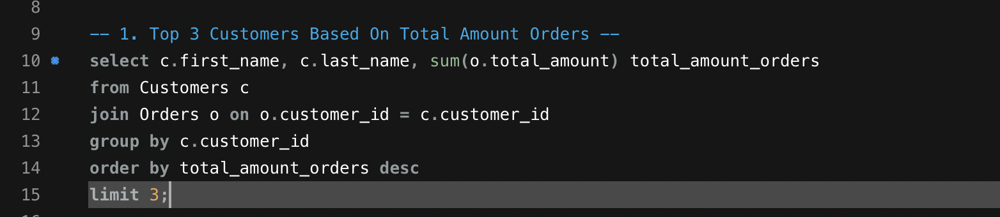 8
9 -- 1. Top 3 Customers Based On Total Amount Orders --
10 select c.first_name, c.last_name, sum(o.total_amount) total_amount_orders
11 from Customers c
12 join Orders o on o.customer_id = c.customer_id
13 group by c.customer_id
14 order by total_amount_orders desc
15 limit 3;